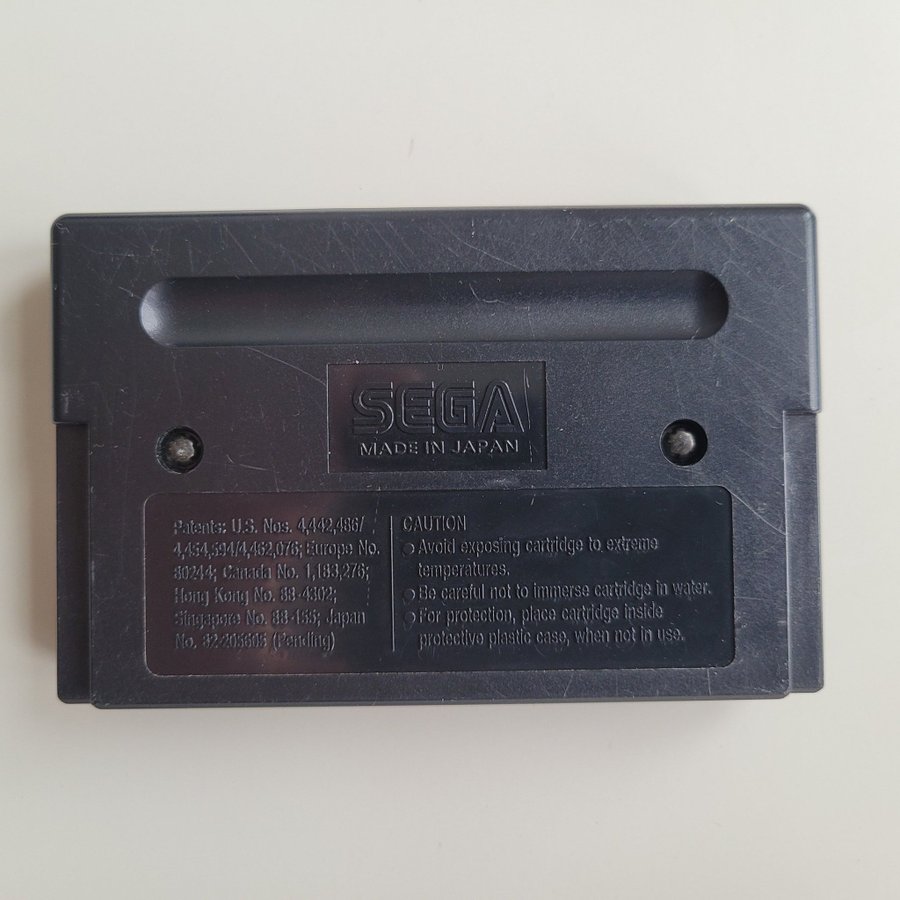 SEGA
MADE IN JAPAN
Patents: U.S. Nos. 4,442,486/
4,454,594/4,462,076; Europe No.
80244; Canada No. 1,183,276;
Hong Kong No. 88-4302;
Singapore No. 88-155; Japan
No. 82-205605 (Pending)
CAUTION
Avoid exposing cartridge to extreme
temperatures.
Be careful not to immerse cartridge in water.
For protection, place cartridge inside
protective plastic case, when not in use.